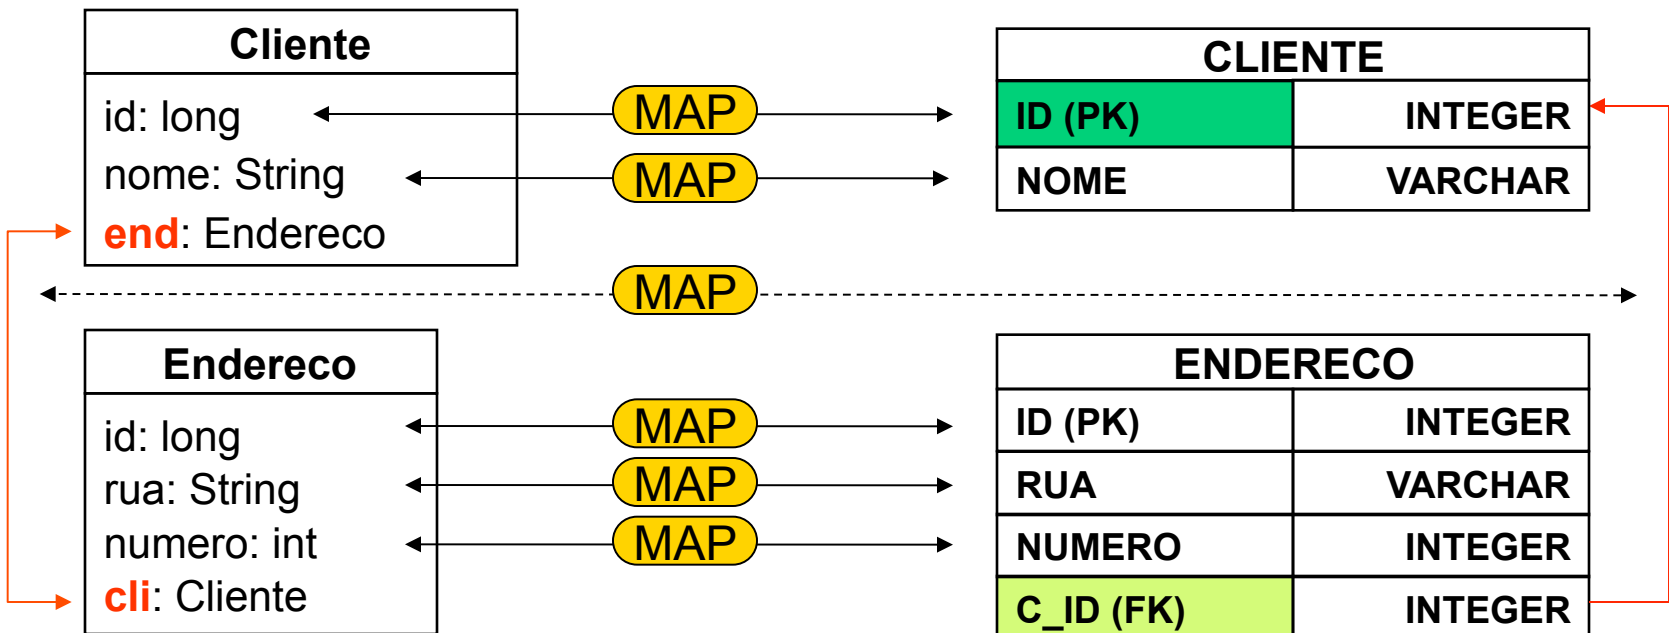 Cliente
CLIENTE
id: long
MAP
ID (PK)
INTEGER
nome: String
MAP
NOME
VARCHAR
end: Endereco
MAP
Endereco
ENDERECO
id: long
MAP
ID (PK)
INTEGER
rua: String
MAP
RUA
VARCHAR
numero: int
MAP
NUMERO
INTEGER
cli: Cliente
C_ID (FK)
INTEGER